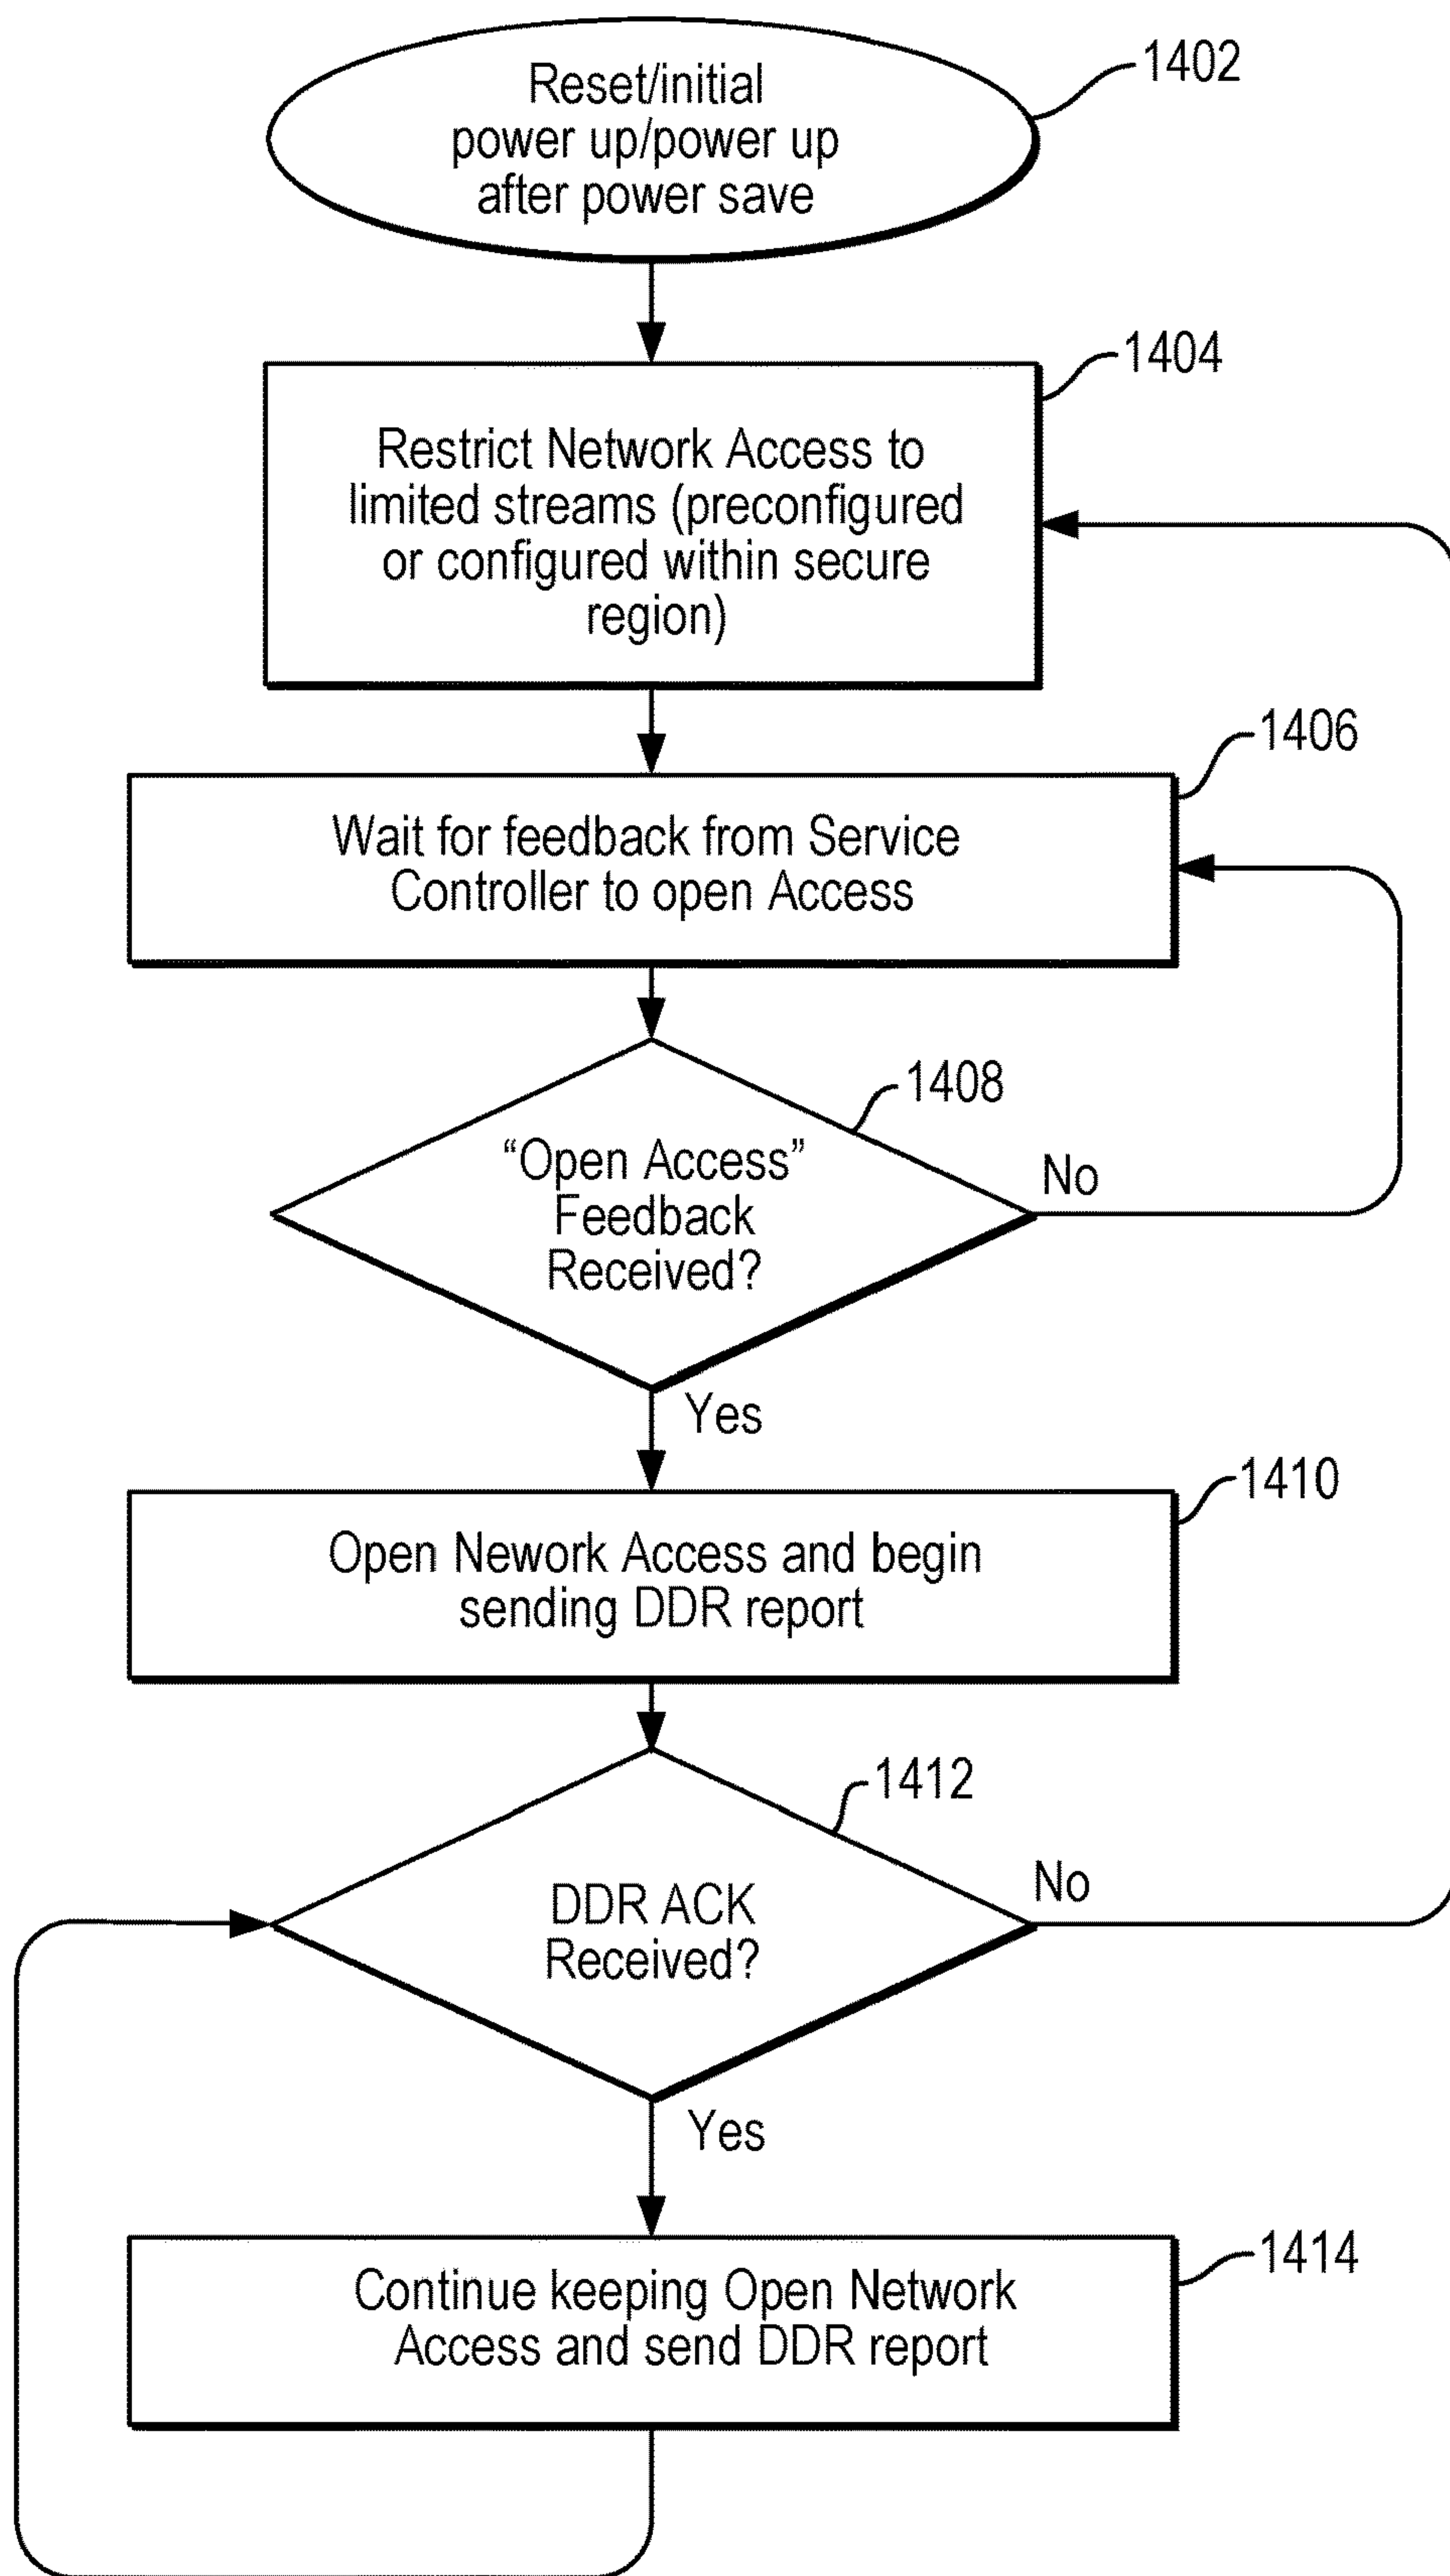 Reset/initial
power up/power up
after power save
1402
1404
Restrict Network Access to
limited streams (preconfigured
or configured within secure
region)
1406
Wait for feedback from Service
Controller to open Access
1408
“Open Access”
Feedback
Received?
No
Yes
1410
Open Nework Access and begin
sending DDR report
1412
DDR ACK
Received?
No
Yes
1414
Continue keeping Open Network
Access and send DDR report